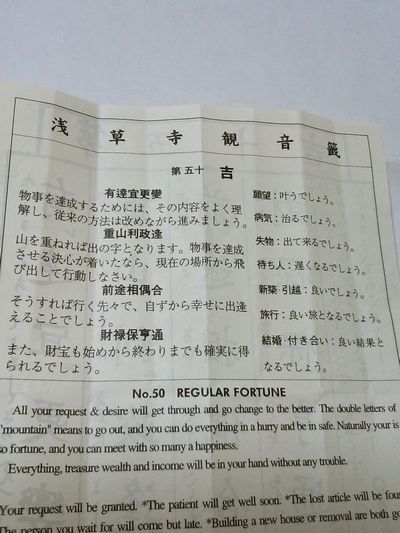 浅草寺観音籤
第五十 吉
有達宜更變
物事を達成するためには、その内容をよく理
解し、従来の方法は改めながら進みましょう。
重山利政逢
山を重ねれば出の字となります。物事を達成
させる決心が着いたなら、現在の場所から飛
び出して行動しなさい。
前途相偶合
そうすれば行く先々で、自ずから幸せに出逢
えることでしょう。
財禄保亨通
また、財宝も始めから終わりまでも確実に得
られるでしょう。
願望：叶うでしょう。
病気：治るでしょう。
失物：出て来るでしょう。
待ち人：遅くなるでしょう。
新築・引越：良いでしょう。
旅行：良い旅となるでしょう。
結婚・付き合い：良い結果と
なるでしょう。
No.50 REGULAR FORTUNE
All your request & desire will get through and go change to the better. The double letters of
"mountain" means to go out, and you can do everything in a hurry and be in safe. Naturally your is
so fortune, and you can meet with so many a happiness.
Everything, treasure wealth and income will be in your hand without any trouble.
Your request will be granted. *The patient will get well soon. *The lost article will be four
The person you wait for will come but late. *Building a new house or removal are both go